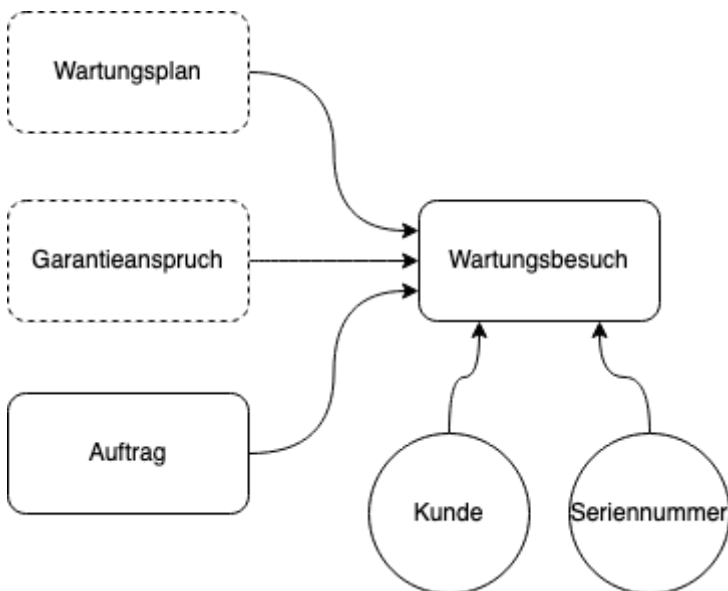 Wartungsplan
Garantieanspruch
Wartungsbesuch
Auftrag
Kunde
Seriennummer